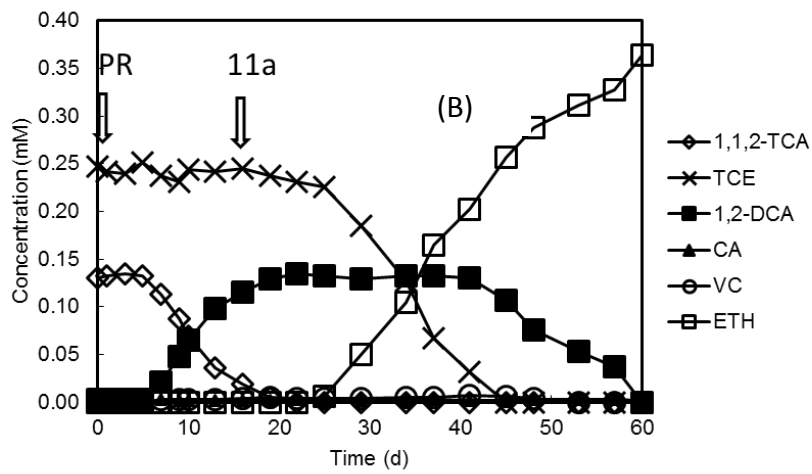 0.40
0.35
PR
11a
0.30
(B)
0.25
1,1,2-TCA
TCE
0.20
1,2-DCA
0.15
CA
0.10
VC
0.05
ETH
0.00
0 10 20 30 40 50 60
Time (d)
Concentration (mM)